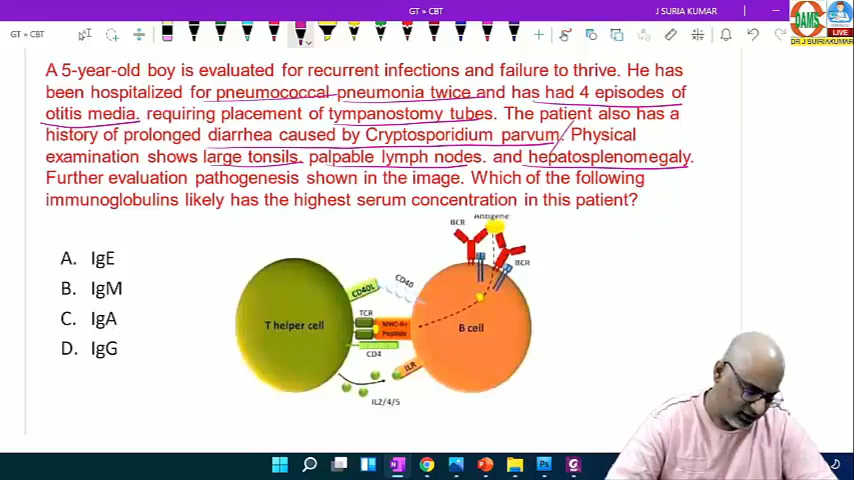 GT » CBT
J SURIA KUMAR
GT » CBT
DAMS
LIVE
DR J SURIAKUMAR
A 5-year-old boy is evaluated for recurrent infections and failure to thrive. He has
been hospitalized for pneumococcal pneumonia twice and has had 4 episodes of
otitis media. requiring placement of tympanostomy tubes. The patient also has a
history of prolonged diarrhea caused by Cryptosporidium parvum. Physical
examination shows large tonsils. palpable lymph nodes. and hepatosplenomegaly.
Further evaluation pathogenesis shown in the image. Which of the following
immunoglobulins likely has the highest serum concentration in this patient?
A. IgE
B. IgM
C. IgA
D. IgG
Antigene
BCR
BCR
CD40L
CD40
TCR
MHC-II+
Peptide
T helper cell
B cell
CD4
ILR
IL2/4/5